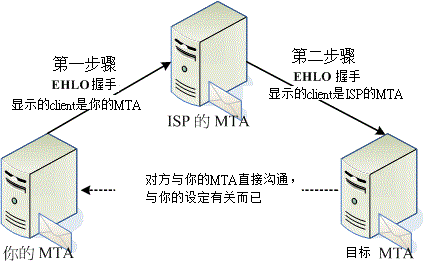 第一步骤
EHLO 握手
显示的client是你的MTA
第二步骤
EHLO 握手
显示的client是ISP的MTA
ISP 的 MTA
对方与你的MTA直接沟通，
与你的设定有关而已
你的 MTA
目标 MTA